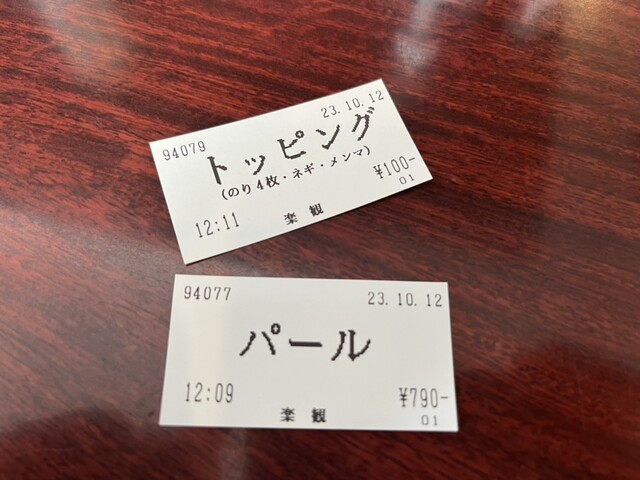 94079 23.10.12
トッピング
(のり4枚・ネギ・メンマ)
¥100-
12:11 楽観 01
94077 23.10.12
パール
12:09 ¥790-
楽観 01